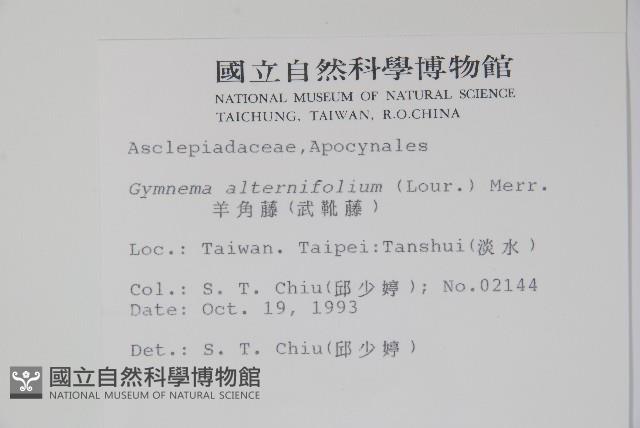 國立自然科學博物館
NATIONAL MUSEUM OF NATURAL SCIENCE
TAICHUNG, TAIWAN, R.O.CHINA
Asclepiadaceae,Apocynales
Gymnema alternifolium (Lour.) Merr.
羊角藤(武靴藤)
Loc.: Taiwan. Taipei:Tanshui(淡水)
Col.: S. T. Chiu(邱少婷); No.02144
Date: Oct. 19, 1993
Det.: S. T. Chiu(邱少婷)
國立自然科學博物館
NATIONAL MUSEUM OF NATURAL SCIENCE